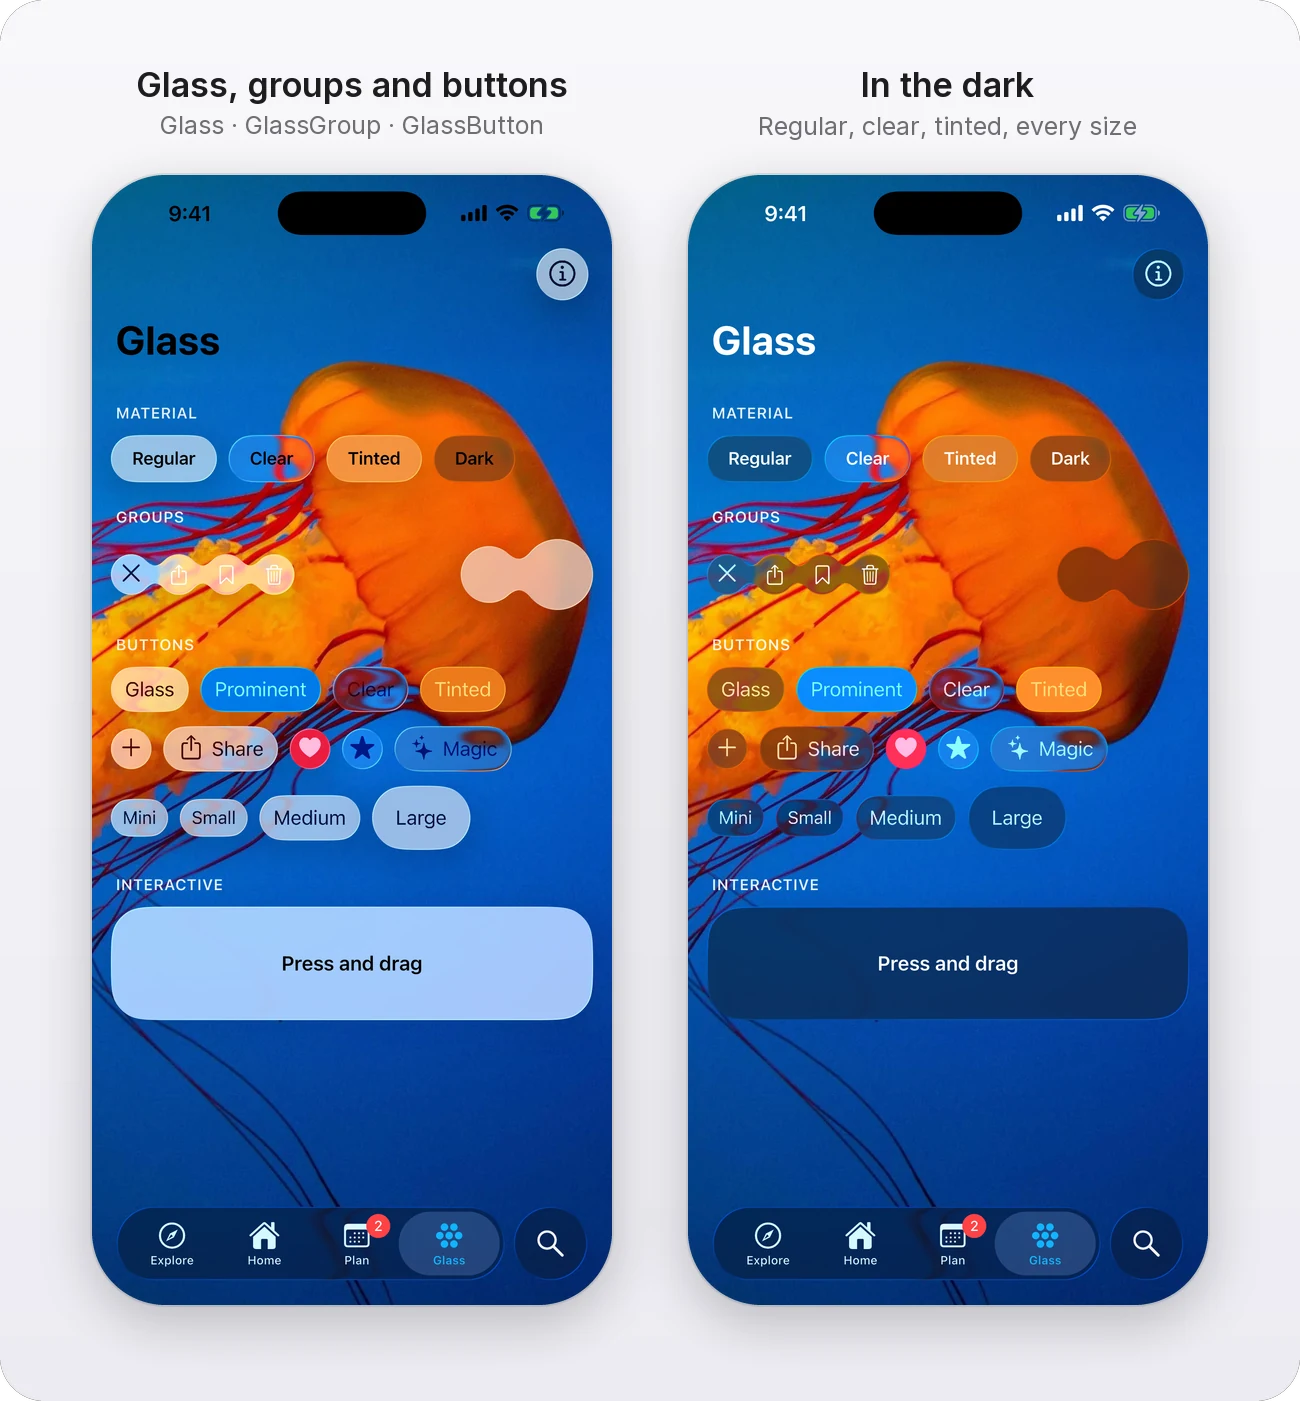 Glass, groups and buttons
Glass · GlassGroup · GlassButton
9:41
Glass
MATERIAL
Regular Clear Tinted Dark
GROUPS
BUTTONS
Glass Prominent Clear Tinted
Share Magic
Mini Small Medium Large
INTERACTIVE
Press and drag
2
Explore Home Plan Glass
In the dark
Regular, clear, tinted, every size
9:41
Glass
MATERIAL
Regular Clear Tinted Dark
GROUPS
BUTTONS
Glass Prominent Clear Tinted
Share Magic
Mini Small Medium Large
INTERACTIVE
Press and drag
2
Explore Home Plan Glass